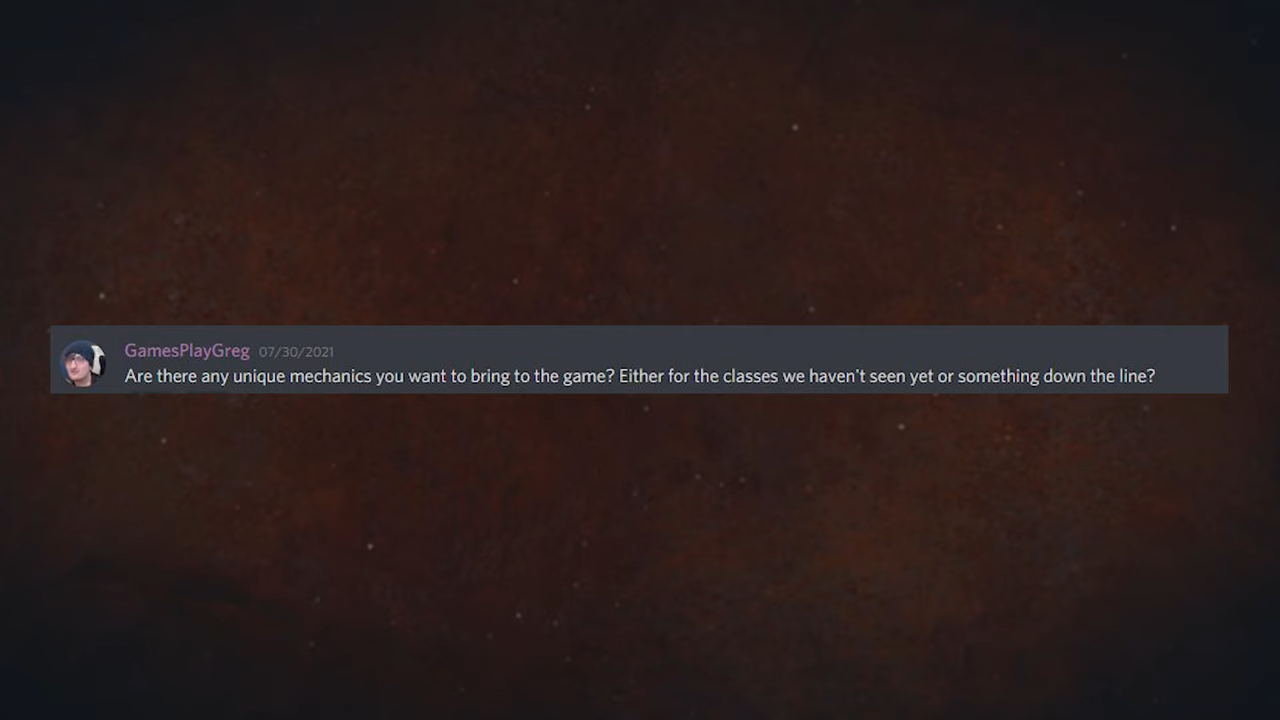 GamesPlayGreg 07/30/2021
Are there any unique mechanics you want to bring to the game? Either for the classes we haven't seen yet or something down the line?